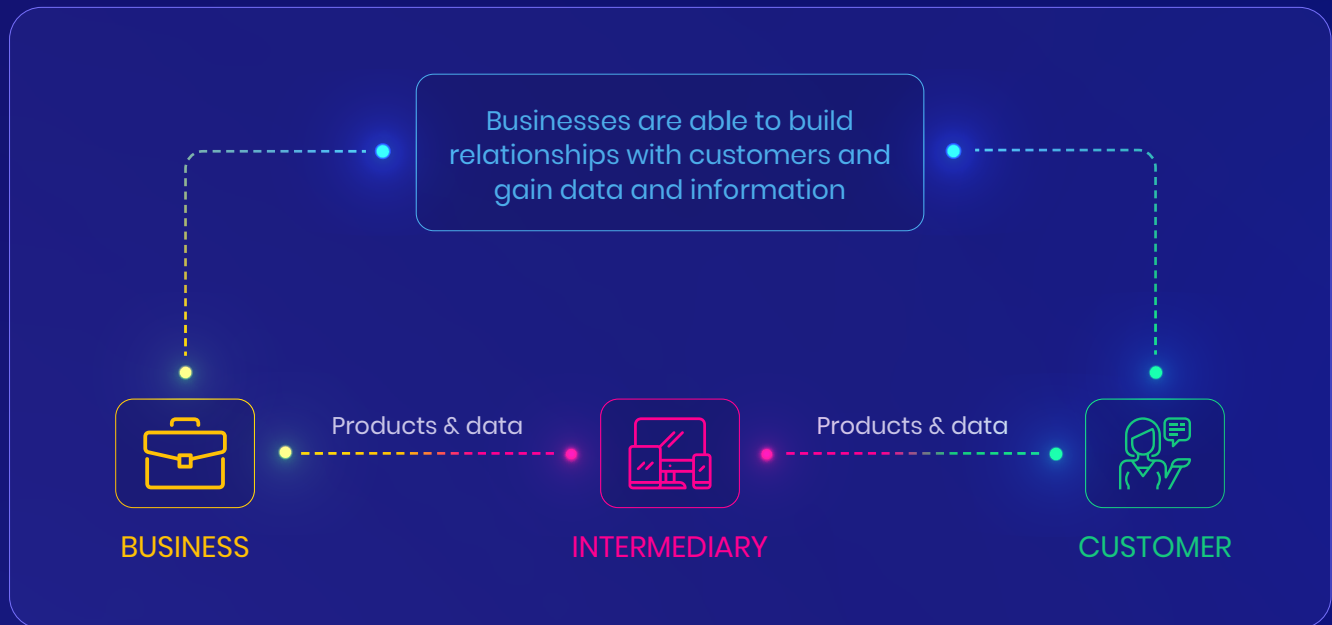 Businesses are able to build
relationships with customers and
gain data and information
Products & data
Products & data
BUSINESS
INTERMEDIARY
CUSTOMER